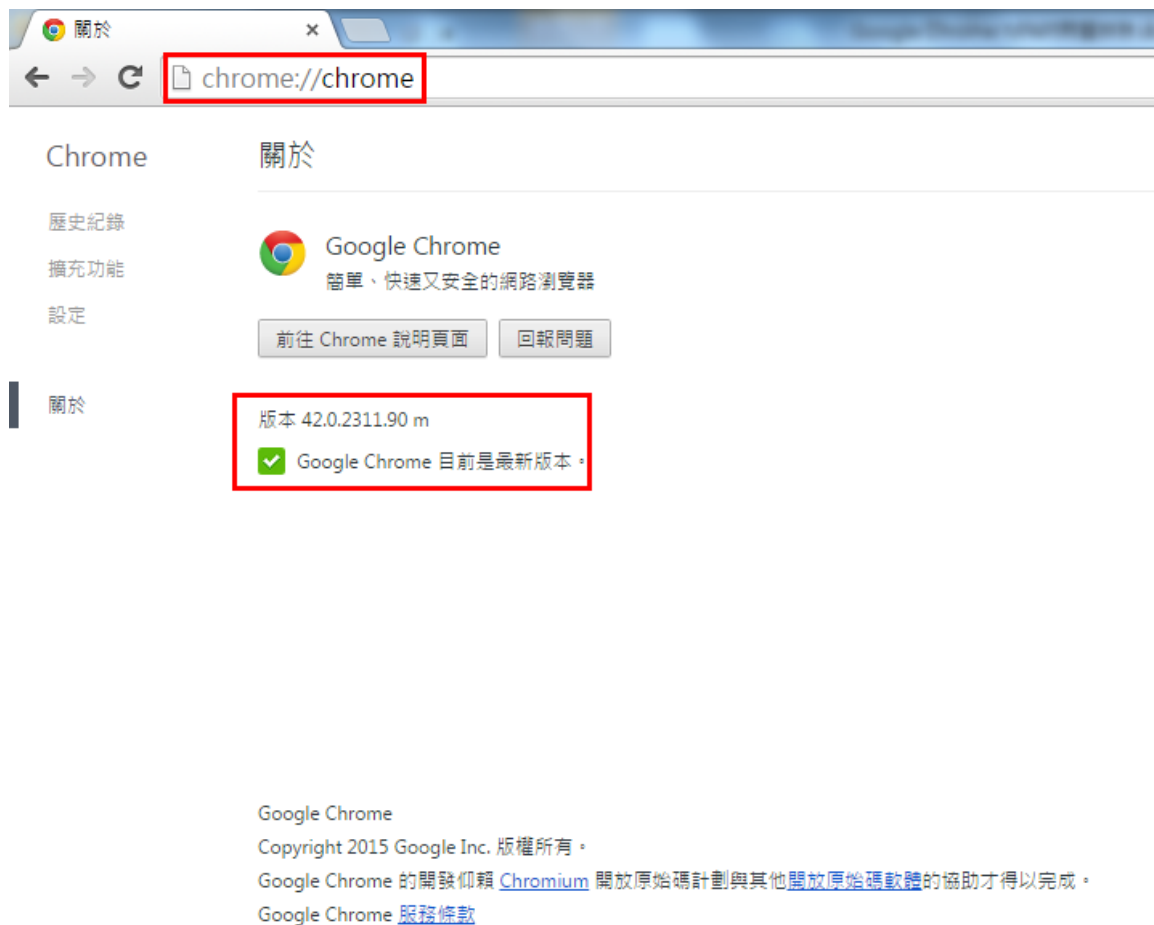 關於
chrome://chrome
Chrome
關於
歷史紀錄
擴充功能
設定
關於
Google Chrome
簡單、快速又安全的網路瀏覽器
前往 Chrome 說明頁面
回報問題
版本 42.0.2311.90 m
Google Chrome 目前是最新版本。
Google Chrome
Copyright 2015 Google Inc. 版權所有。
Google Chrome 的開發仰賴 Chromium 開放原始碼計劃與其他開放原始碼軟體的協助才得以完成。
Google Chrome 服務條款